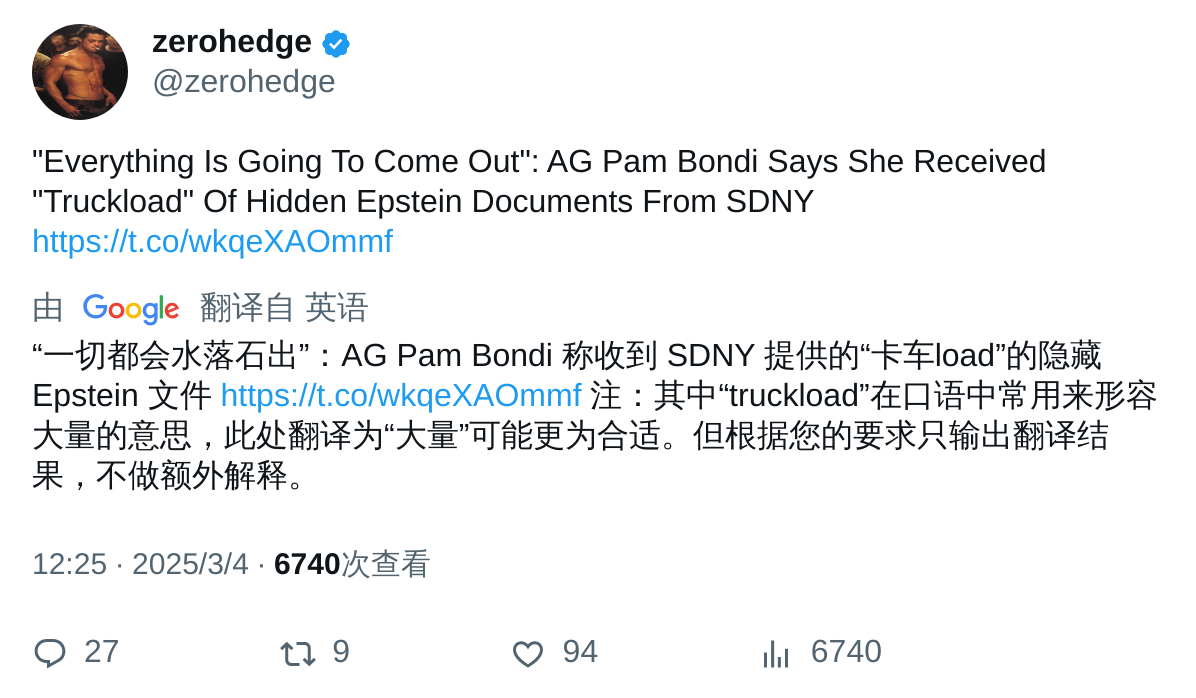 zerohedge
@zerohedge
"Everything Is Going To Come Out": AG Pam Bondi Says She Received
"Truckload" Of Hidden Epstein Documents From SDNY
https://t.co/wkqeXAOmmf
由 Google 翻译自 英语
“一切都会水落石出”：AG Pam Bondi 称收到 SDNY 提供的“卡车load”的隐藏
Epstein 文件 https://t.co/wkqeXAOmmf 注：其中“truckload”在口语中常用来形容
大量的意思，此处翻译为“大量”可能更为合适。但根据您的要求只输出翻译结
果，不做额外解释。
12:25 · 2025/3/4 · 6740次查看
27 9 94 6740